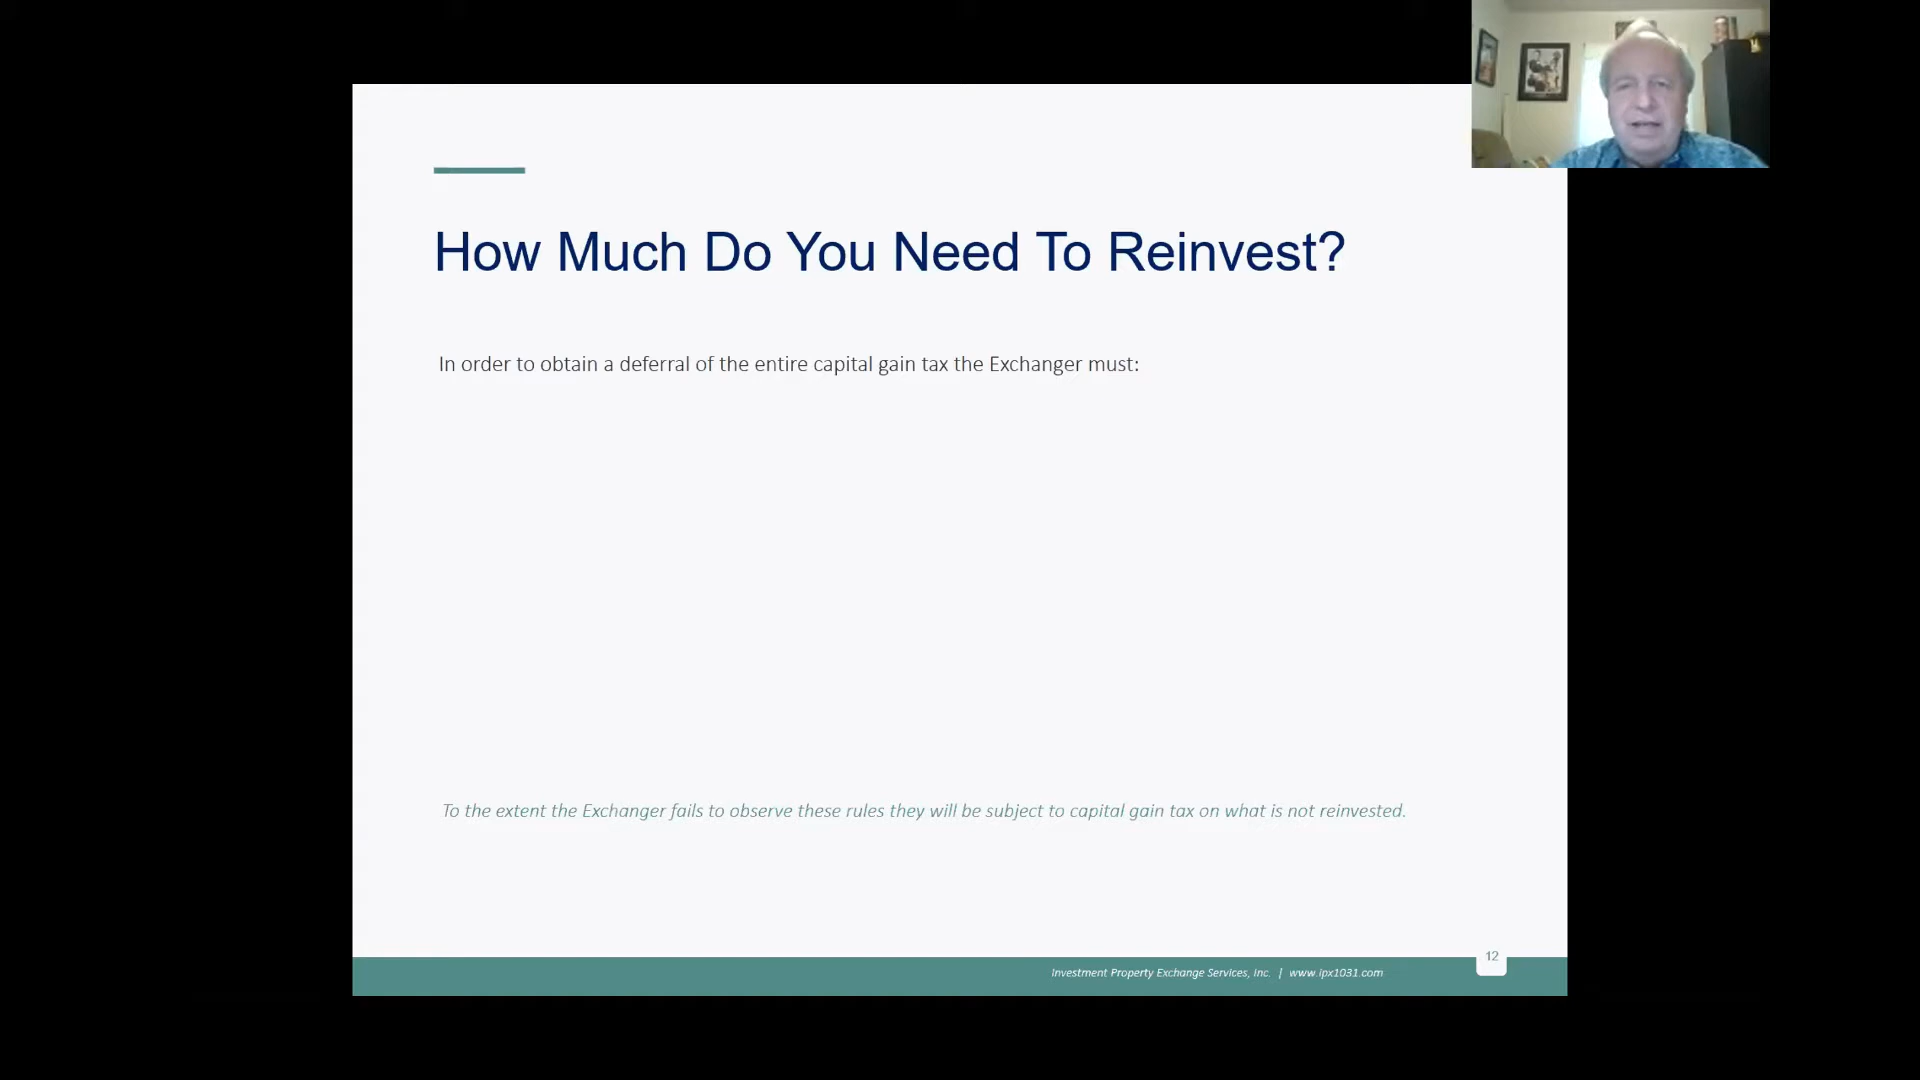 How Much Do You Need To Reinvest?
In order to obtain a deferral of the entire capital gain tax the Exchanger must:
To the extent the Exchanger fails to observe these rules they will be subject to capital gain tax on what is not reinvested.
12
Investment Property Exchange Services, Inc. | www.ipx1031.com